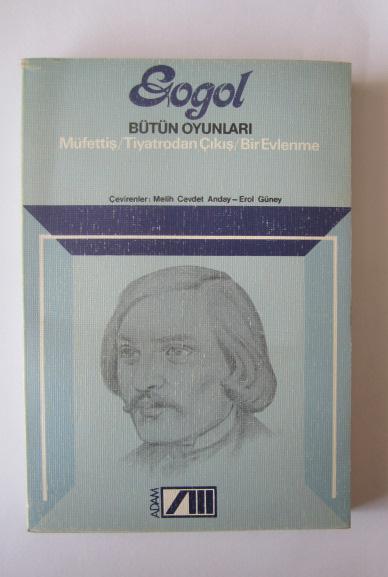 Gogol
BÜTÜN OYUNLARI
Müfettiş/Tiyatrodan Çıkış/Bir Evlenme
Çevirenler: Melih Cevdet Anday – Erol Güney
ADAM